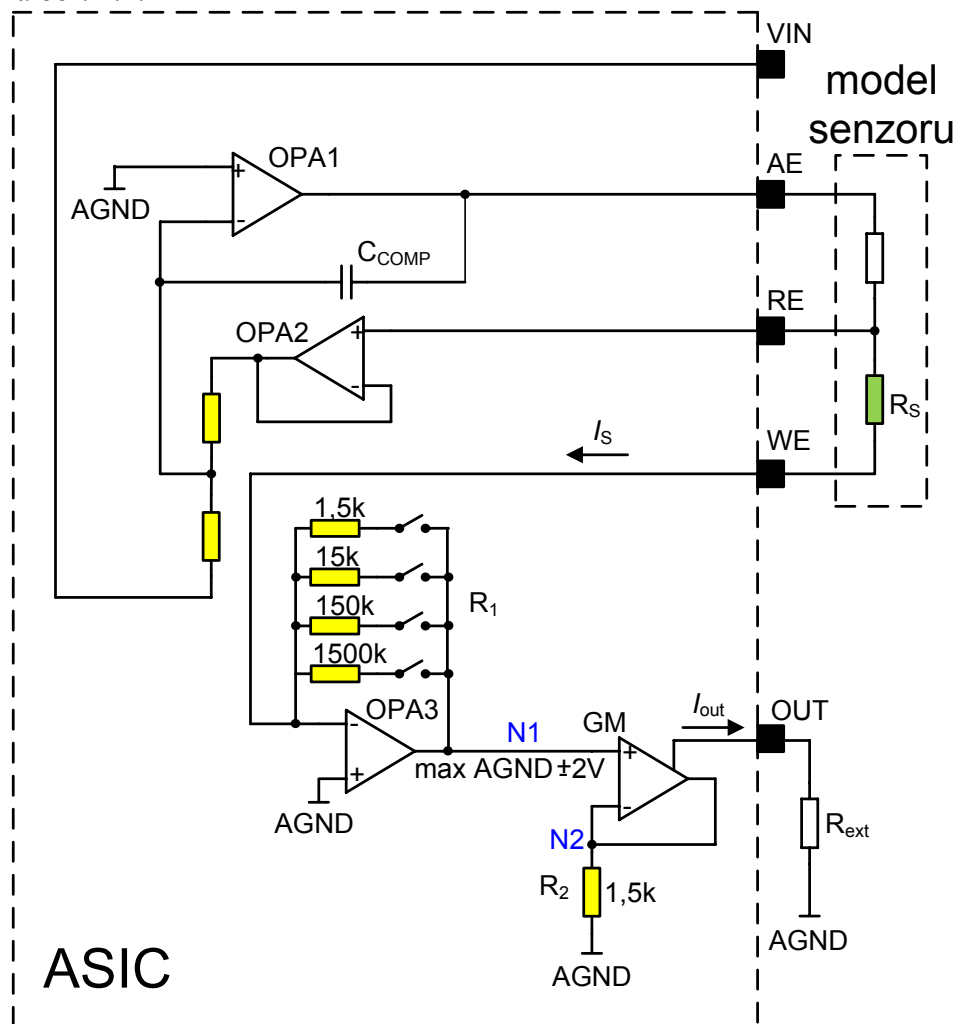 VIN
model
senzoru
OPA1
AE
AGND
C_COMP
RE
OPA2
R_S
I_S
WE
1,5k
15k
R_1
150k
1500k
OPA3
I_out
OUT
N1
GM
max AGND ±2V
AGND
R_ext
N2
R_2
1,5k
AGND
AGND
ASIC